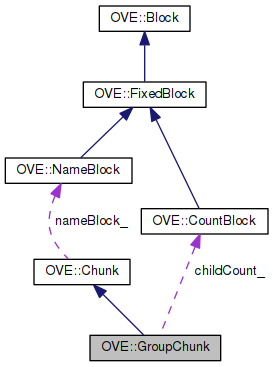 OVE::Block
OVE::FixedBlock
OVE::NameBlock
nameBlock_
OVE::CountBlock
OVE::Chunk
childCount_
OVE::GroupChunk